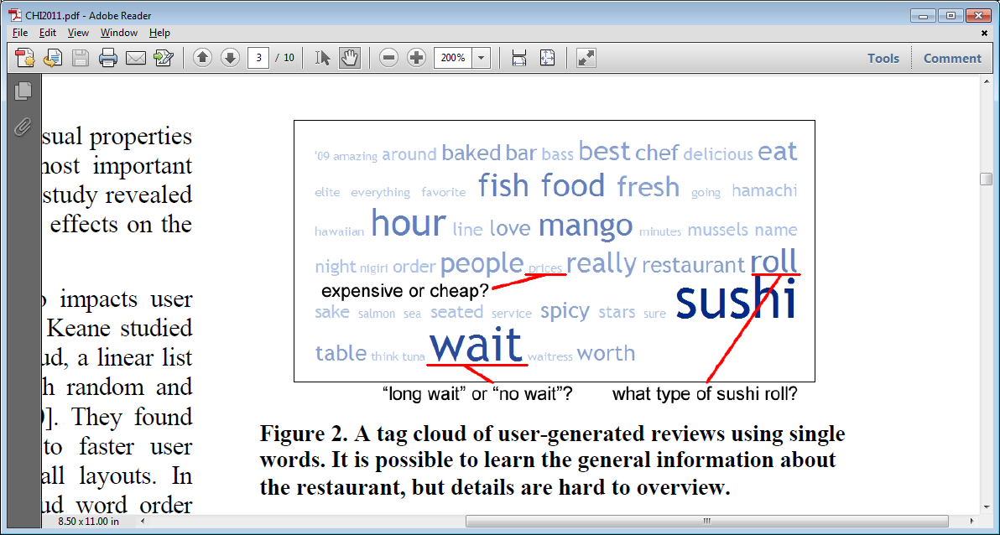 CHI2011.pdf - Adobe Reader
File Edit View Window Help
3 / 10 200% Tools Comment
sual properties
nost important
study revealed
effects on the
impacts user
Keane studied
ud, a linear list
h random and
]. They found
to faster user
all layouts. In
ud word order
'09 amazing around baked bar bass best chef delicious eat
elite everything favorite fish food fresh going hamachi
hawaiian hour line love mango minutes mussels name
night nigiri order people prices really restaurant roll
expensive or cheap?
sake salmon sea seated service spicy stars sure sushi
table think tuna wait waitress worth
“long wait” or “no wait”? what type of sushi roll?
Figure 2. A tag cloud of user-generated reviews using single
words. It is possible to learn the general information about
the restaurant, but details are hard to overview.
8.50 x 11.00 in